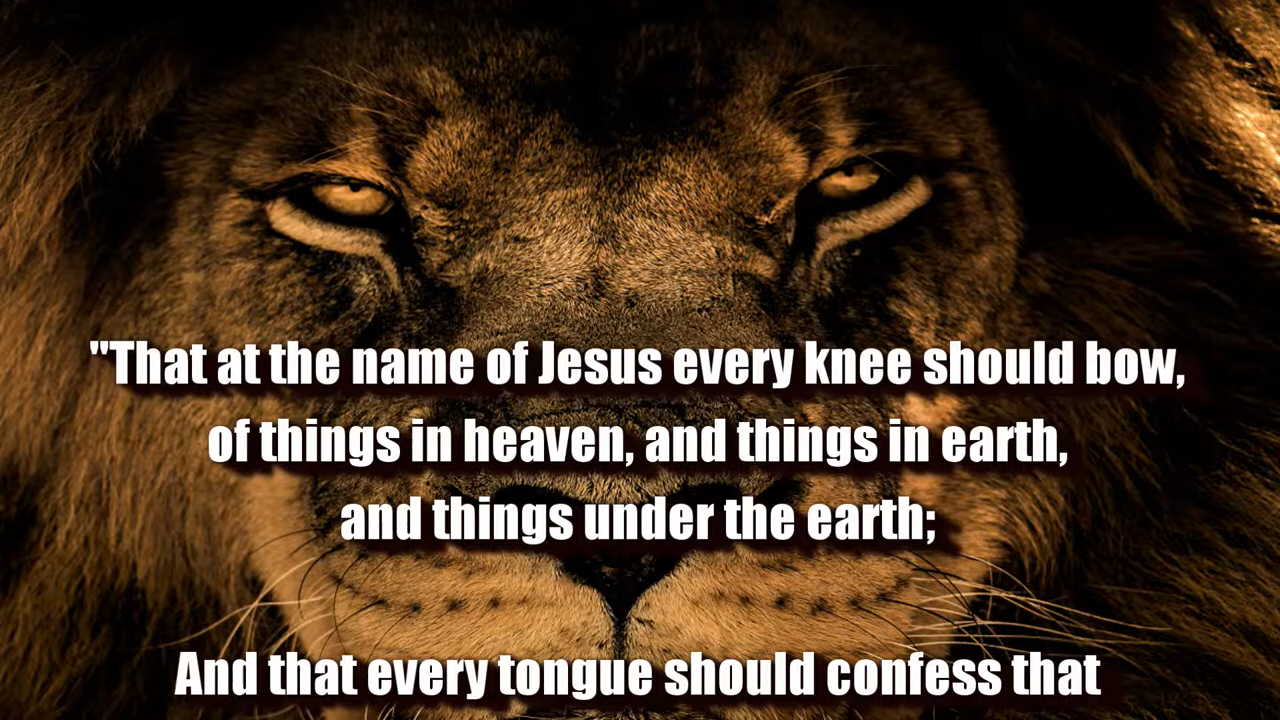 "That at the name of Jesus every knee should bow,
of things in heaven, and things in earth,
and things under the earth;
And that every tongue should confess that